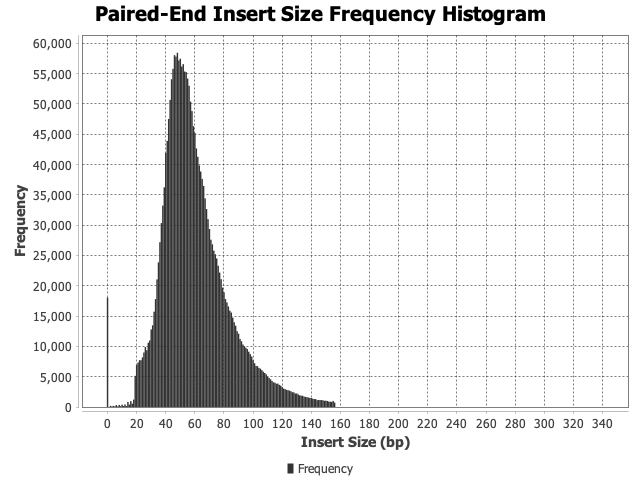 Paired-End Insert Size Frequency Histogram
60,000
55,000
50,000
45,000
40,000
35,000
30,000
25,000
20,000
15,000
10,000
5,000
0
Frequency
0 20 40 60 80 100 120 140 160 180 200 220 240 260 280 300 320 340
Insert Size (bp)
Frequency